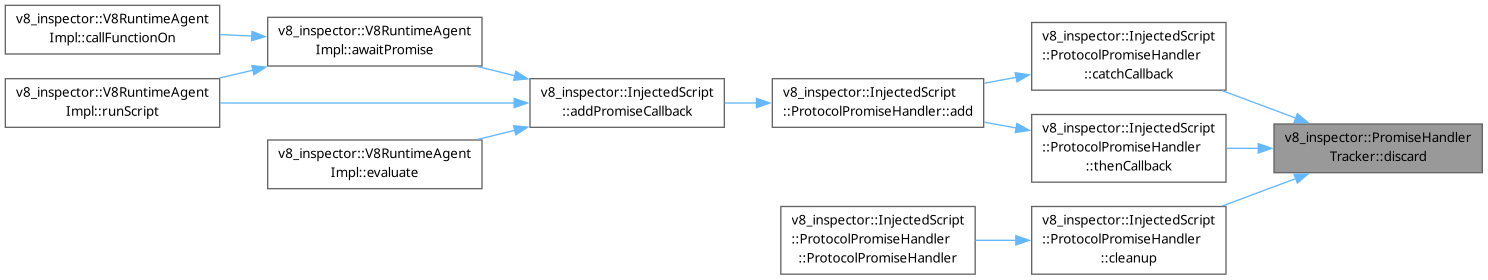 v8_inspector::V8RuntimeAgent
Impl::callFunctionOn
v8_inspector::V8RuntimeAgent
Impl::runScript
v8_inspector::V8RuntimeAgent
Impl::awaitPromise
v8_inspector::V8RuntimeAgent
Impl::evaluate
v8_inspector::InjectedScript
::addPromiseCallback
v8_inspector::InjectedScript
::ProtocolPromiseHandler::add
v8_inspector::InjectedScript
::ProtocolPromiseHandler
::ProtocolPromiseHandler
v8_inspector::InjectedScript
::ProtocolPromiseHandler
::catchCallback
v8_inspector::InjectedScript
::ProtocolPromiseHandler
::thenCallback
v8_inspector::InjectedScript
::ProtocolPromiseHandler
::cleanup
v8_inspector::PromiseHandler
Tracker::discard